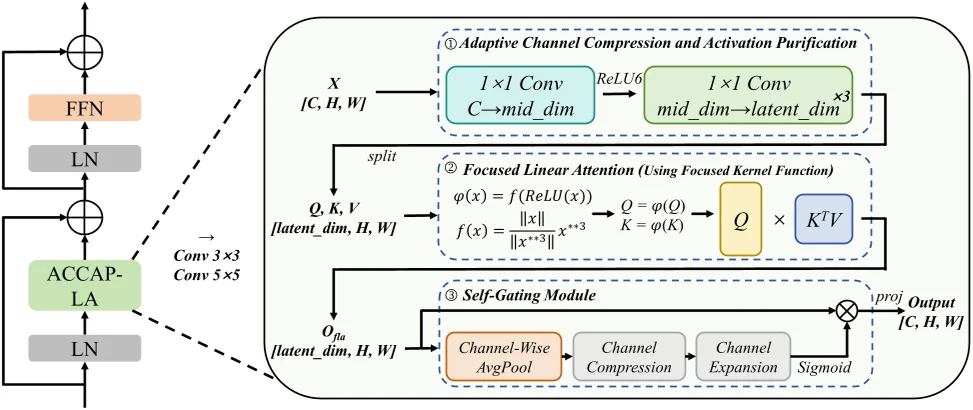 FFN
LN
ACCAP-
LA
LN
→
Conv 3×3
Conv 5×5
① Adaptive Channel Compression and Activation Purification
X
[C, H, W]
1×1 Conv
C→mid_dim
ReLU6
1×1 Conv
mid_dim→latent_dim
×3
split
② Focused Linear Attention (Using Focused Kernel Function)
Q, K, V
[latent_dim, H, W]
φ(x) = f(ReLU(x))
f(x) = ‖x‖ / ‖x**3‖ x**3
Q = φ(Q)
K = φ(K)
Q
×
KᵀV
③ Self-Gating Module
O_fla
[latent_dim, H, W]
Channel-Wise
AvgPool
Channel
Compression
Channel
Expansion
Sigmoid
proj
Output
[C, H, W]